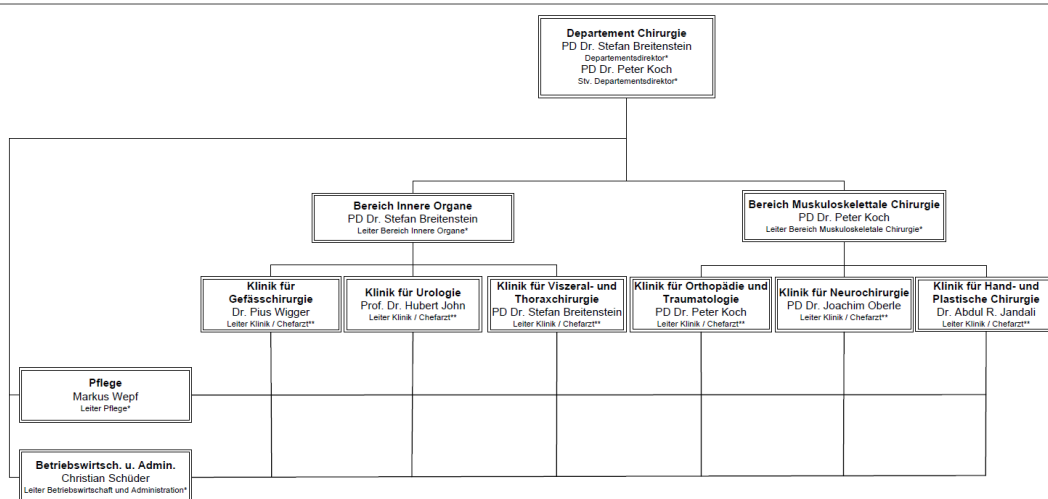 Departement Chirurgie
PD Dr. Stefan Breitenstein
Departementsdirektor*
PD Dr. Peter Koch
Stv. Departementsdirektor*
Bereich Innere Organe
PD Dr. Stefan Breitenstein
Leiter Bereich Innere Organe*
Bereich Muskuloskelettale Chirurgie
PD Dr. Peter Koch
Leiter Bereich Muskuloskeletale Chirurgie*
Klinik für
Gefässchirurgie
Dr. Pius Wigger
Leiter Klinik / Chefarzt**
Klinik für Urologie
Prof. Dr. Hubert John
Leiter Klinik / Chefarzt**
Klinik für Viszeral- und
Thoraxchirurgie
PD Dr. Stefan Breitenstein
Leiter Klinik / Chefarzt**
Klinik für Orthopädie und
Traumatologie
PD Dr. Peter Koch
Leiter Klinik / Chefarzt**
Klinik für Neurochirurgie
PD Dr. Joachim Oberle
Leiter Klinik / Chefarzt**
Klinik für Hand- und
Plastische Chirurgie
Dr. Abdul R. Jandali
Leiter Klinik / Chefarzt**
Pflege
Markus Wepf
Leiter Pflege*
Betriebswirtsch. u. Admin.
Christian Schüder
Leiter Betriebswirtschaft und Administration*